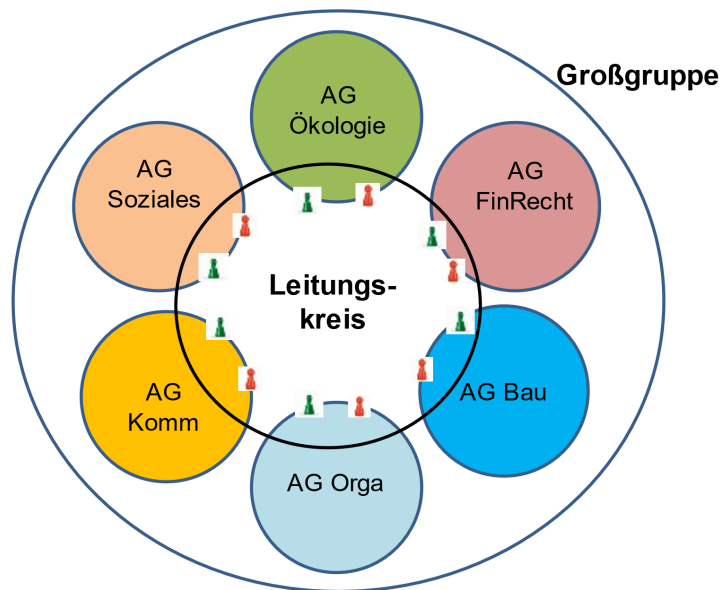 Großgruppe
AG
Ökologie
AG
Soziales
AG
FinRecht
Leitungs-
kreis
AG
Komm
AG Bau
AG Orga